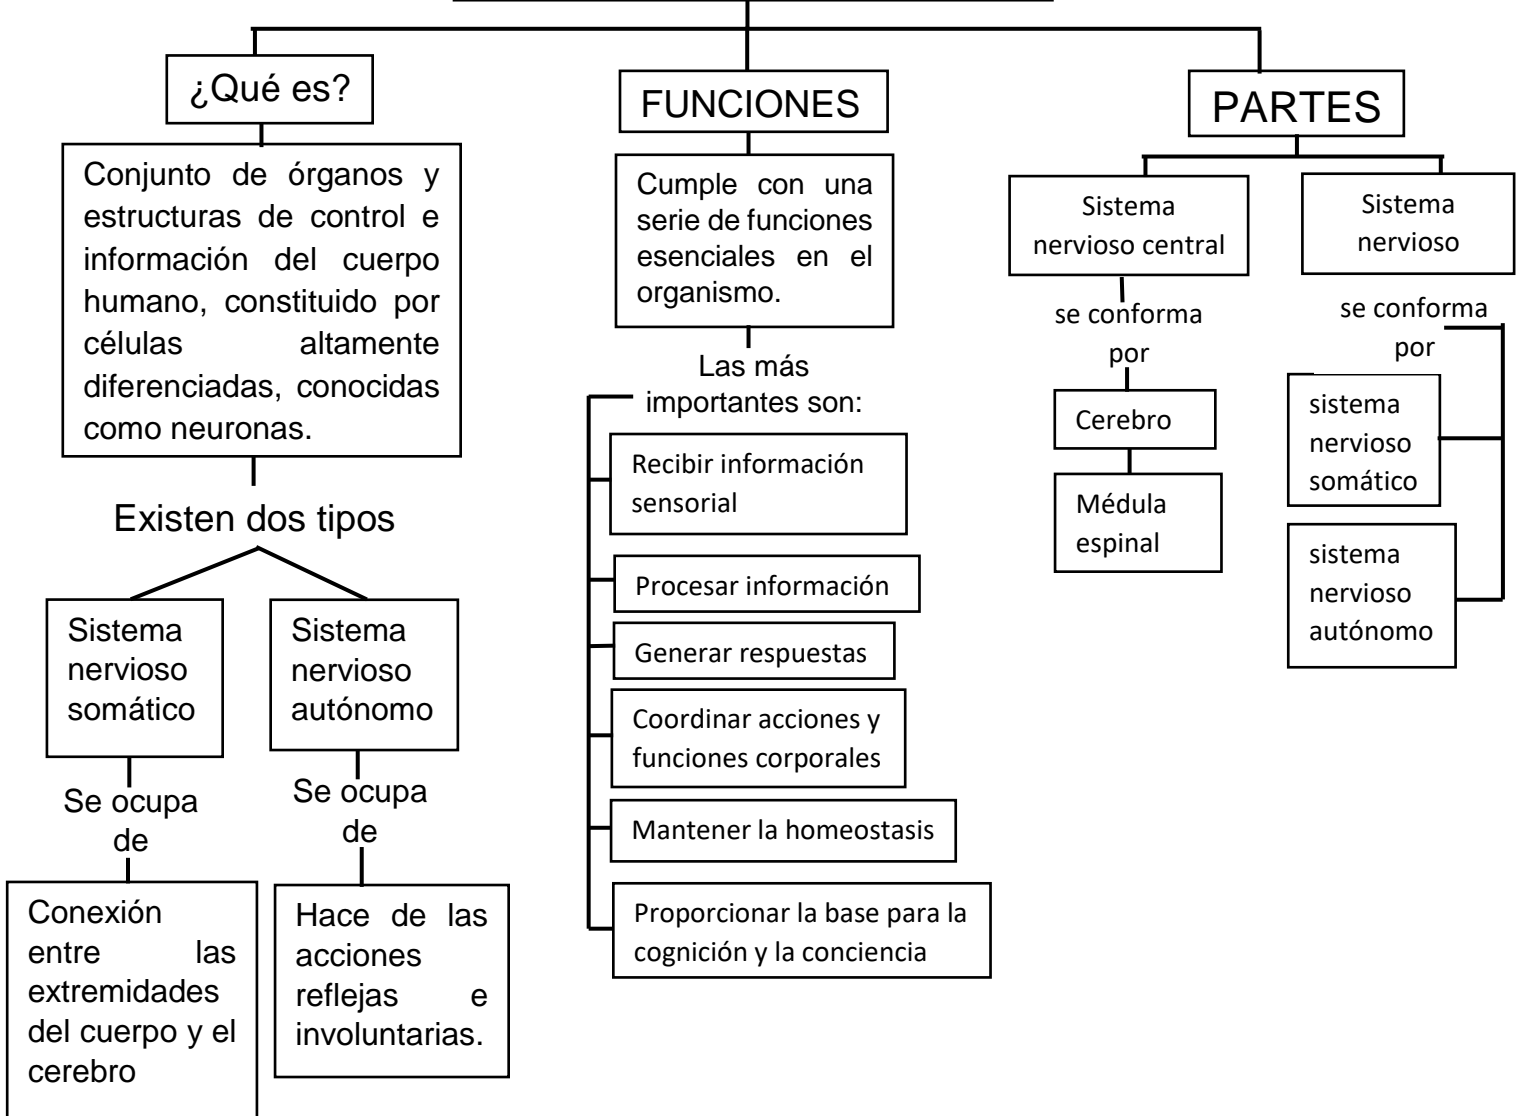 ¿Qué es?
Conjunto de órganos y
estructuras de control e
información del cuerpo
humano, constituido por
células altamente
diferenciadas, conocidas
como neuronas.
Existen dos tipos
Sistema
nervioso
somático
Se ocupa
de
Conexión
entre las
extremidades
del cuerpo y el
cerebro
Sistema
nervioso
autónomo
Se ocupa
de
Hace de las
acciones
reflejas e
involuntarias.
FUNCIONES
Cumple con una
serie de funciones
esenciales en el
organismo.
Las más
importantes son:
Recibir información
sensorial
Procesar información
Generar respuestas
Coordinar acciones y
funciones corporales
Mantener la homeostasis
Proporcionar la base para la
cognición y la conciencia
PARTES
Sistema
nervioso central
se conforma
por
Cerebro
Médula
espinal
Sistema
nervioso
se conforma
por
sistema
nervioso
somático
sistema
nervioso
autónomo